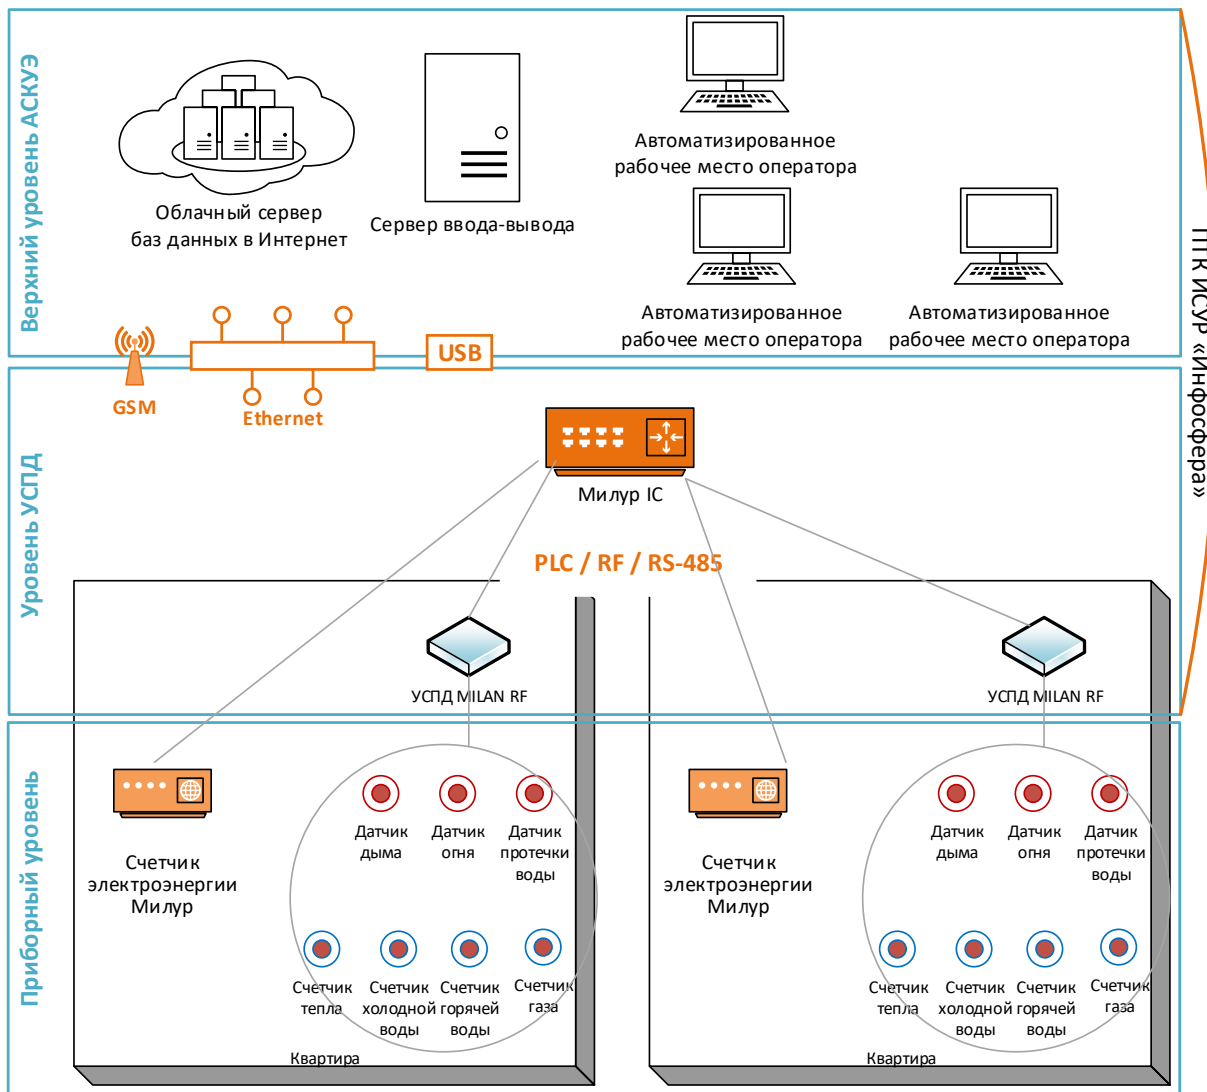 Верхний уровень АСКУЭ
Облачный сервер
баз данных в Интернет
Сервер ввода-вывода
Автоматизированное
рабочее место оператора
Автоматизированное
рабочее место оператора
Автоматизированное
рабочее место оператора
GSM
Ethernet
USB
ПТК ИСУР «Инфосфера»
Уровень УСПД
Милур IC
PLC / RF / RS-485
УСПД MILAN RF
УСПД MILAN RF
Приборный уровень
Счетчик
электроэнергии
Милур
Датчик
дыма
Датчик
огня
Датчик
протечки
воды
Счетчик
тепла
Счетчик
холодной
воды
Счетчик
горячей
воды
Счетчик
газа
Квартира
Счетчик
электроэнергии
Милур
Датчик
дыма
Датчик
огня
Датчик
протечки
воды
Счетчик
тепла
Счетчик
холодной
воды
Счетчик
горячей
воды
Счетчик
газа
Квартира